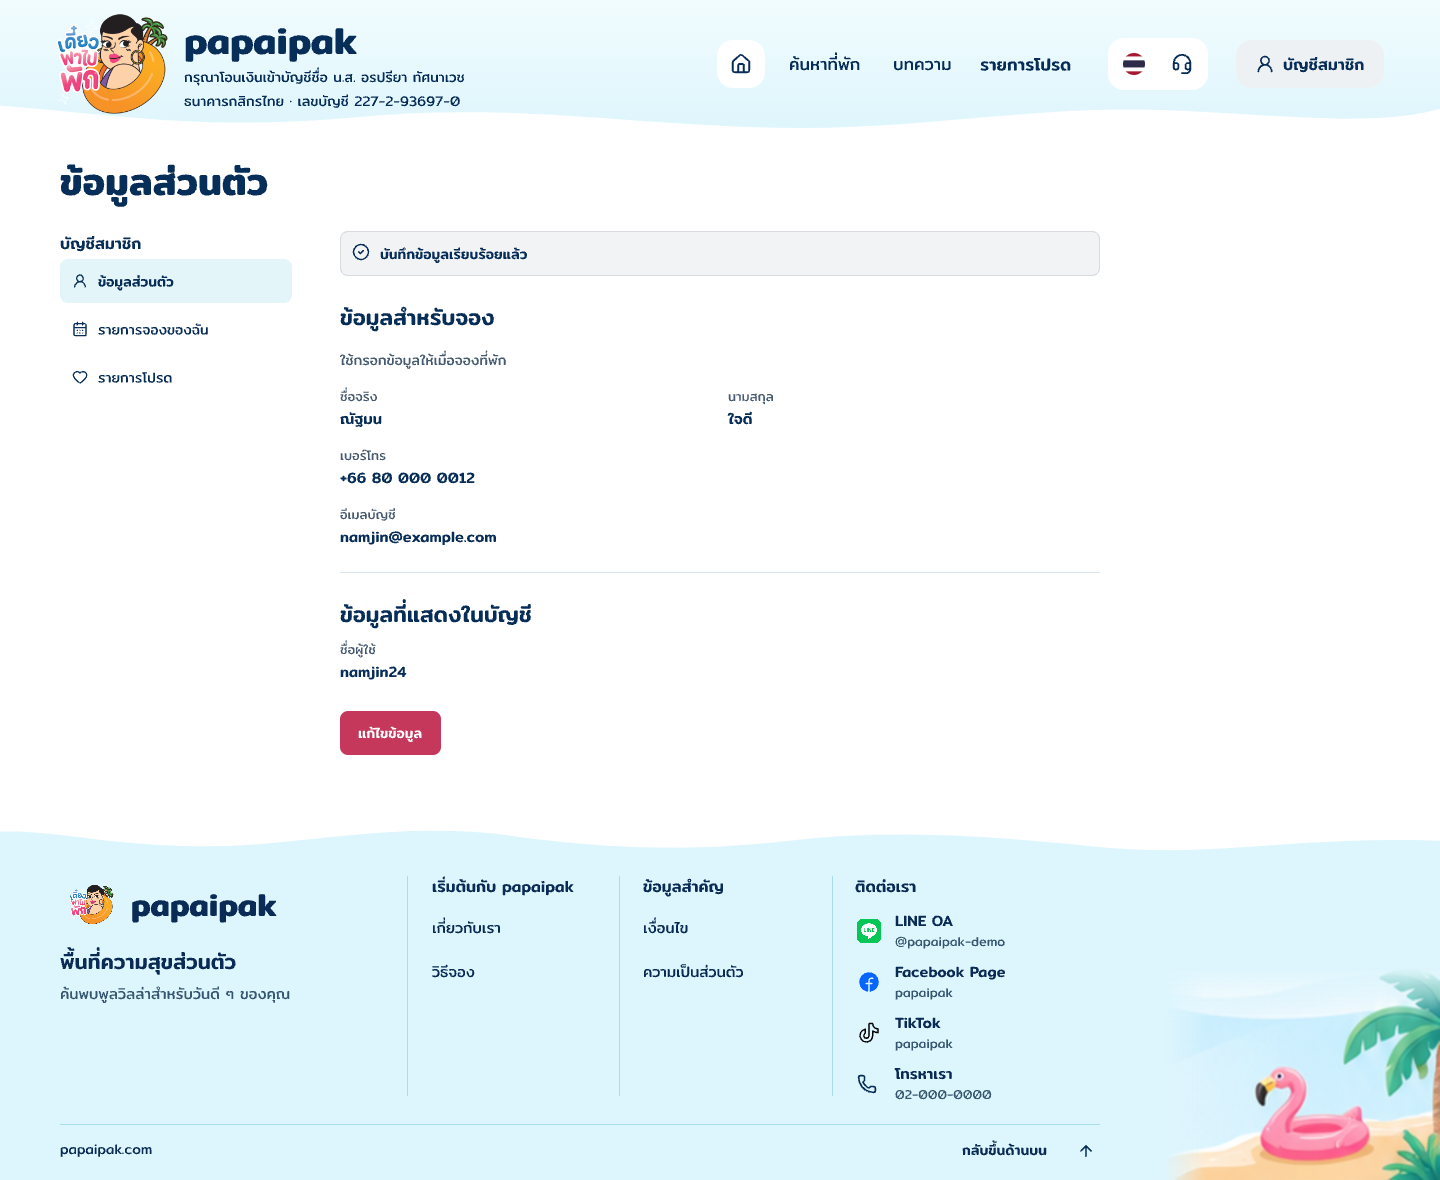 เดี๋ยว
พาไป
พัก
papaipak
กรุณาโอนเงินเข้าบัญชีชื่อ น.ส. อรปรียา ทัศนาเวช
ธนาคารกสิกรไทย · เลขบัญชี 227-2-93697-0
ค้นหาที่พัก
บทความ
รายการโปรด
บัญชีสมาชิก
ข้อมูลส่วนตัว
บัญชีสมาชิก
ข้อมูลส่วนตัว
รายการจองของฉัน
รายการโปรด
บันทึกข้อมูลเรียบร้อยแล้ว
ข้อมูลสำหรับจอง
ใช้กรอกข้อมูลให้เมื่อจองที่พัก
ชื่อจริง
ณัฐมน
นามสกุล
ใจดี
เบอร์โทร
+66 80 000 0012
อีเมลบัญชี
namjin@example.com
ข้อมูลที่แสดงในบัญชี
ชื่อผู้ใช้
namjin24
แก้ไขข้อมูล
เดี๋ยว
พาไป
พัก
papaipak
พื้นที่ความสุขส่วนตัว
ค้นพบพูลวิลล่าสำหรับวันดี ๆ ของคุณ
เริ่มต้นกับ papaipak
เกี่ยวกับเรา
วิธีจอง
ข้อมูลสำคัญ
เงื่อนไข
ความเป็นส่วนตัว
ติดต่อเรา
LINE
LINE OA
@papaipak-demo
Facebook Page
papaipak
TikTok
papaipak
โทรหาเรา
02-000-0000
papaipak.com
กลับขึ้นด้านบน